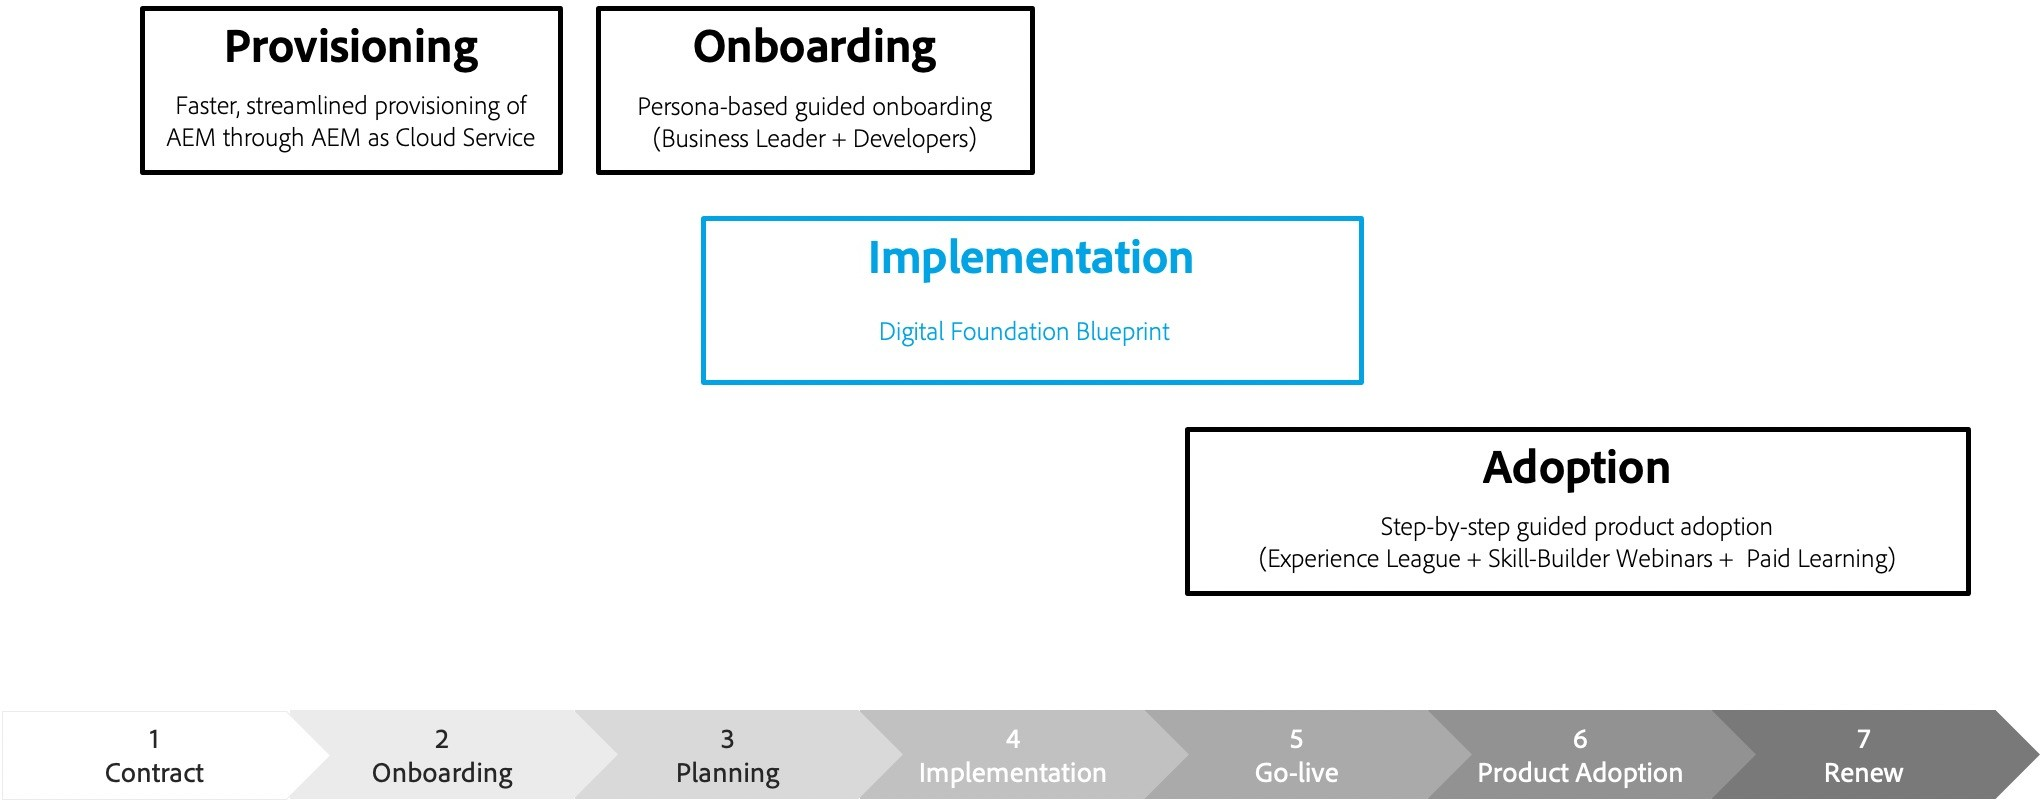 Provisioning
Faster, streamlined provisioning of
AEM through AEM as Cloud Service
Onboarding
Persona-based guided onboarding
(Business Leader + Developers)
Implementation
Digital Foundation Blueprint
Adoption
Step-by-step guided product adoption
(Experience League + Skill-Builder Webinars +  Paid Learning)
1
Contract
2
Onboarding
3
Planning
4
Implementation
5
Go-live
6
Product Adoption
7
Renew